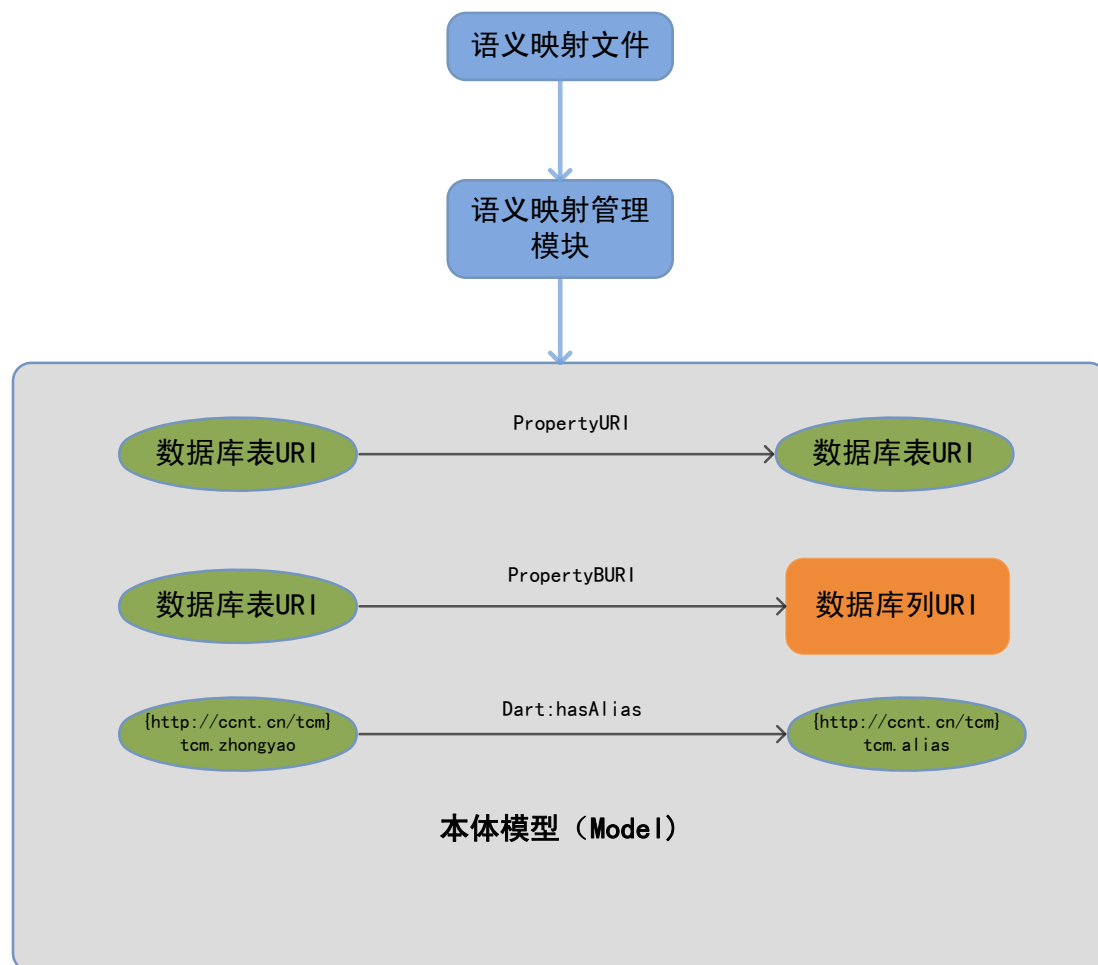 语义映射文件
语义映射管理
模块
PropertyURI
数据库表URI
数据库表URI
PropertyBURI
数据库表URI
数据库列URI
Dart:hasAlias
{http://ccnt.cn/tcm}
tcm.zhongyao
{http://ccnt.cn/tcm}
tcm.alias
本体模型（Model)